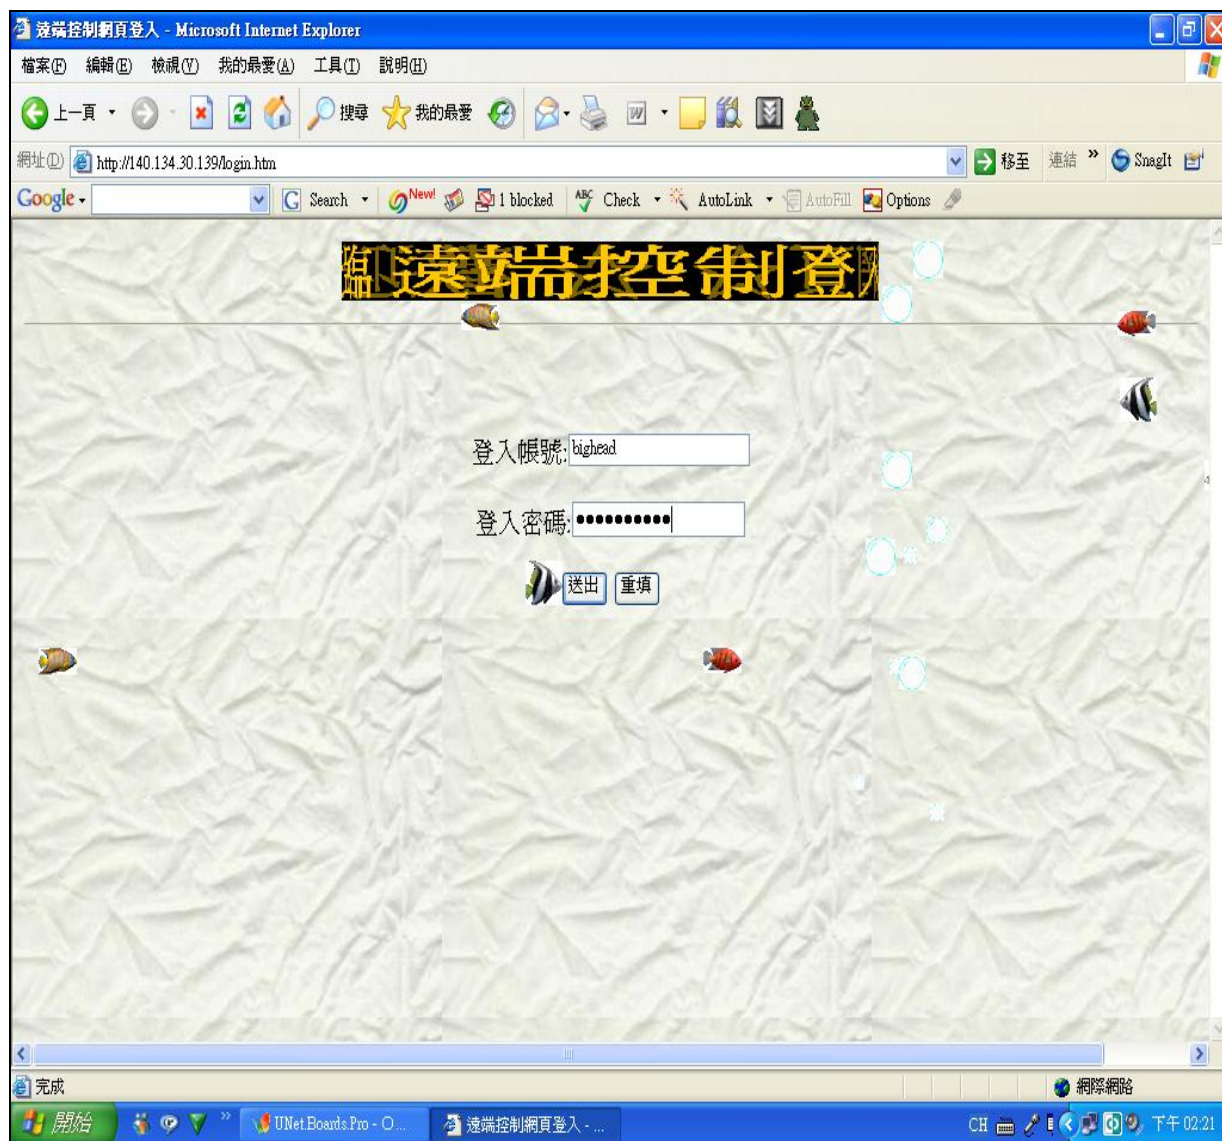 遠端控制網頁登入 - Microsoft Internet Explorer
檔案(F) 編輯(E) 檢視(V) 我的最愛(A) 工具(T) 說明(H)
上一頁 搜尋 我的最愛
網址(D) http://140.134.30.139/login.htm 移至 連結 » SnagIt
Google Search New! 1 blocked ABC Check AutoLink AutoFill Options
臨 遠端控制登入
登入帳號: bighead
登入密碼: ••••••••••
送出 重填
完成 網際網路
開始 » UNet.Boards.Pro - O... 遠端控制網頁登入 - ... CH 下午 02:21